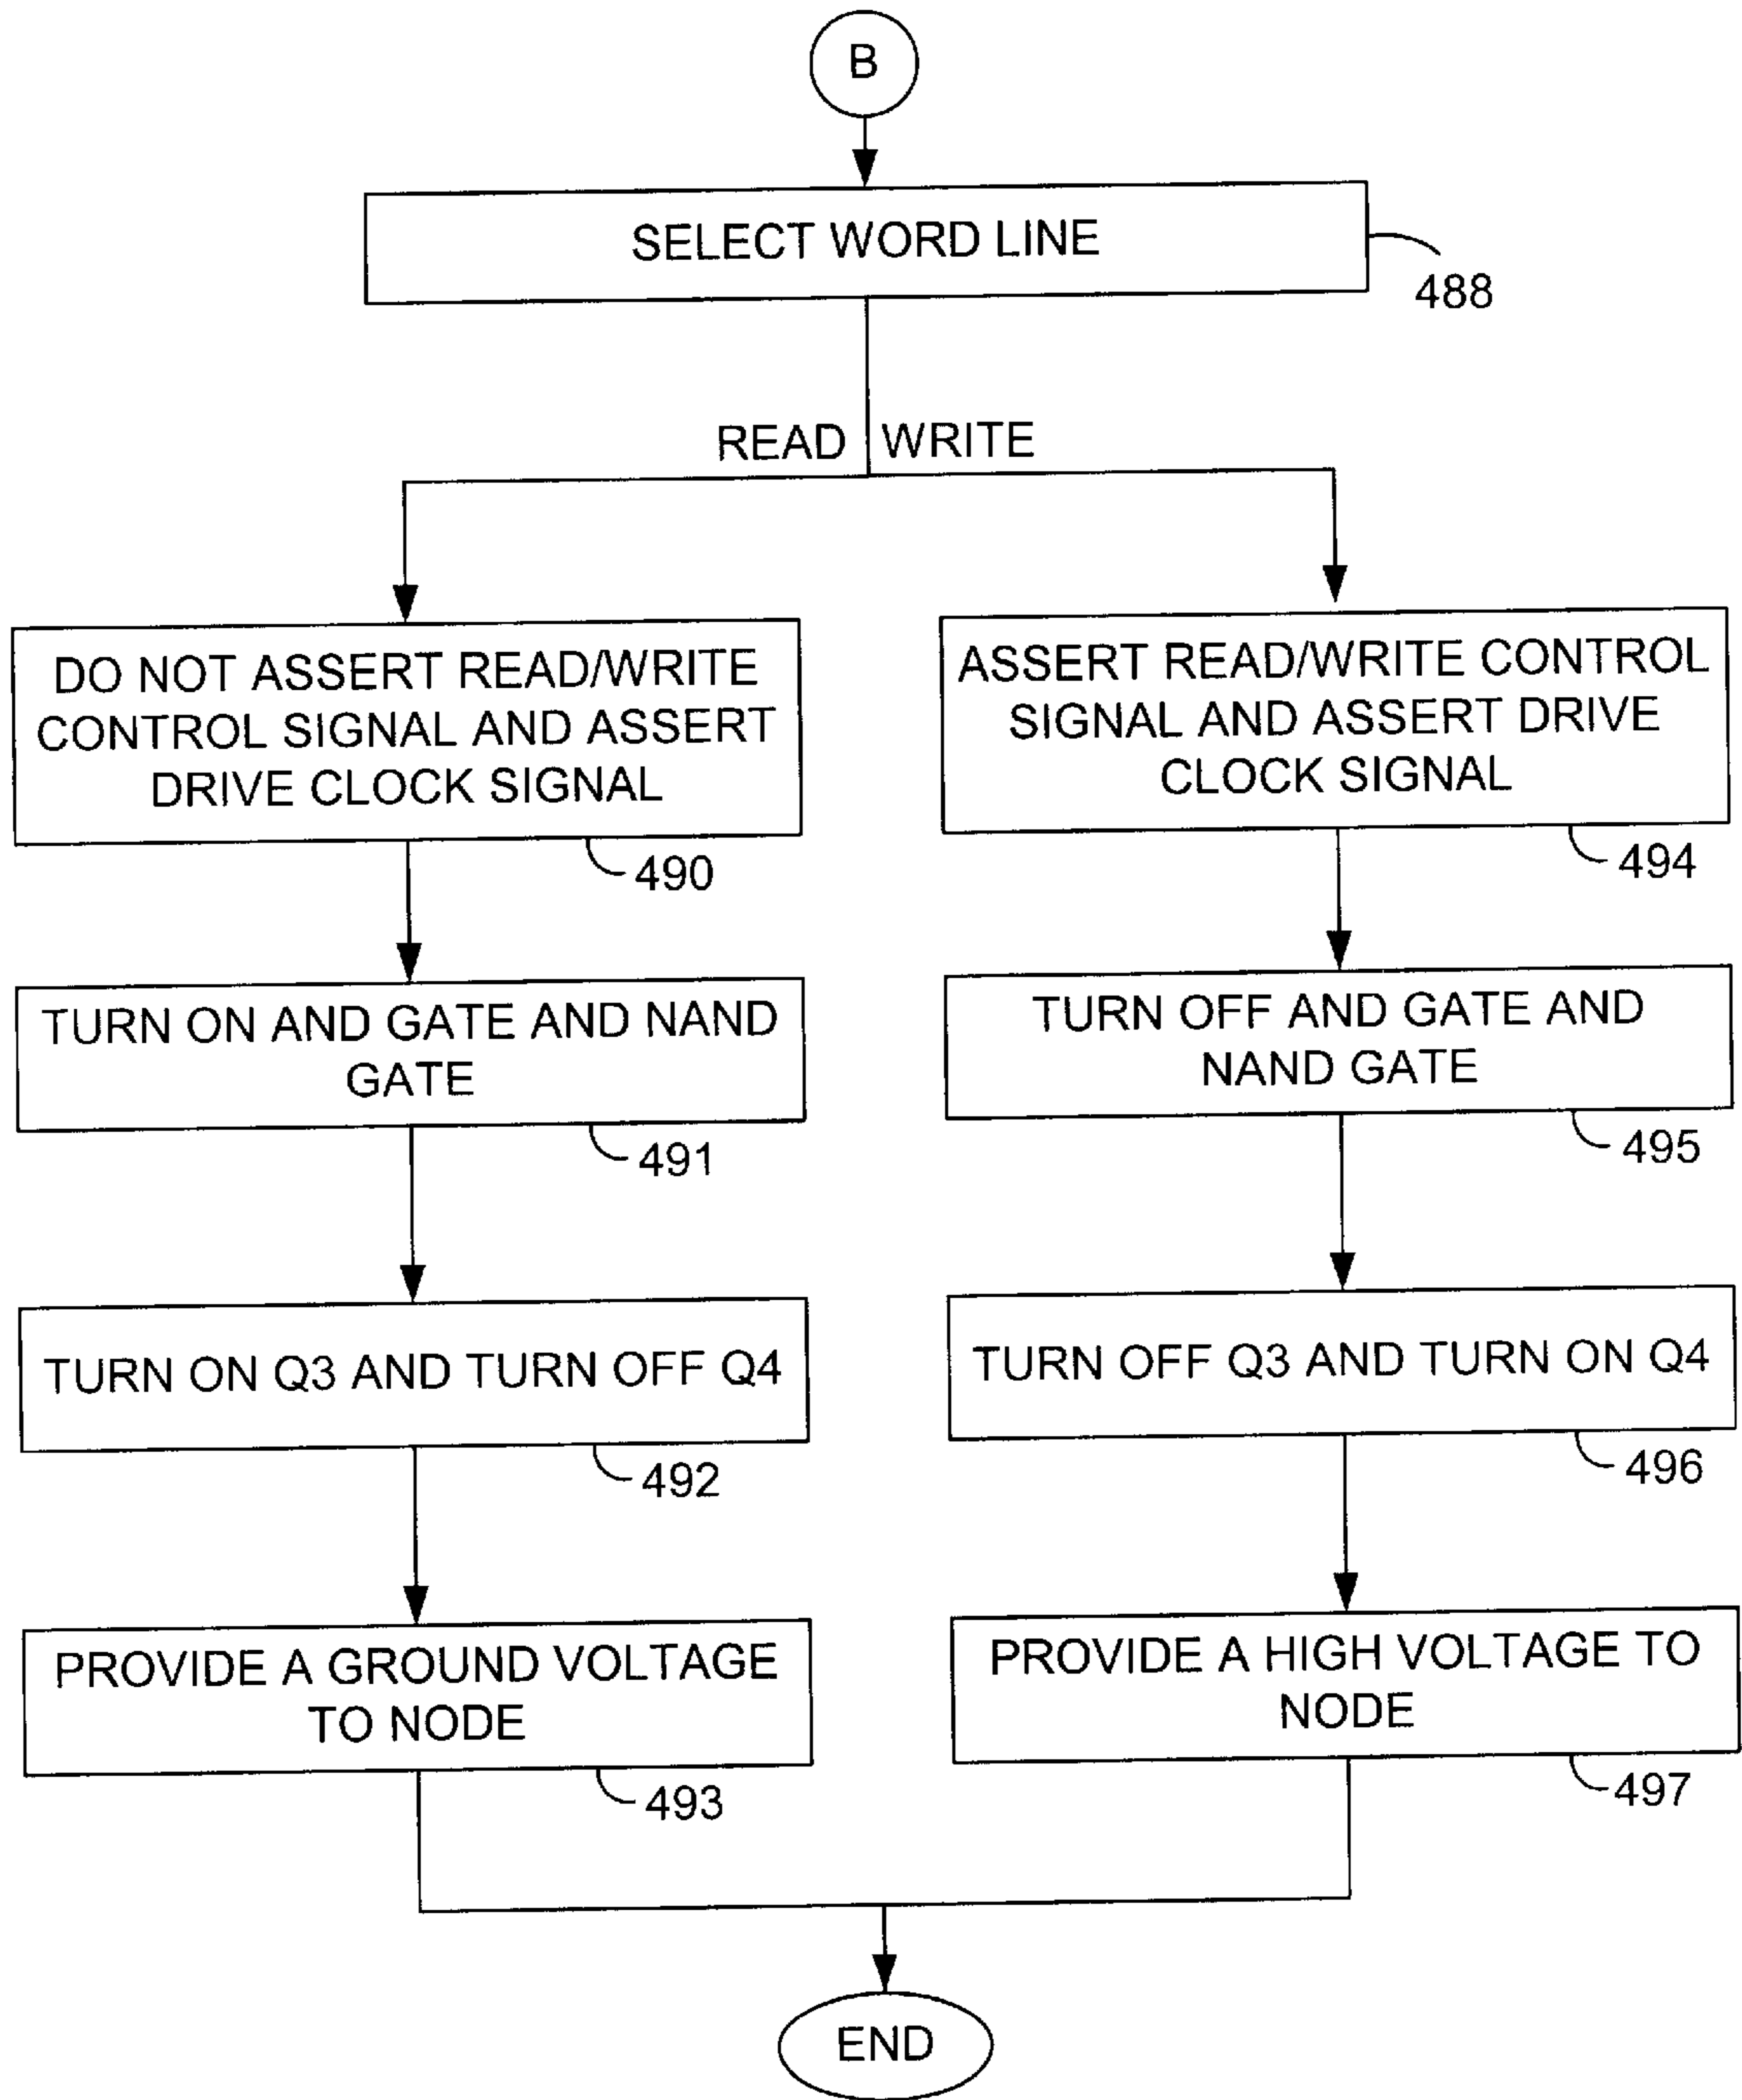 B
SELECT WORD LINE
488
READ WRITE
DO NOT ASSERT READ/WRITE
CONTROL SIGNAL AND ASSERT
DRIVE CLOCK SIGNAL
490
ASSERT READ/WRITE CONTROL
SIGNAL AND ASSERT DRIVE
CLOCK SIGNAL
494
TURN ON AND GATE AND NAND
GATE
491
TURN OFF AND GATE AND
NAND GATE
495
TURN ON Q3 AND TURN OFF Q4
492
TURN OFF Q3 AND TURN ON Q4
496
PROVIDE A GROUND VOLTAGE
TO NODE
493
PROVIDE A HIGH VOLTAGE TO
NODE
497
END